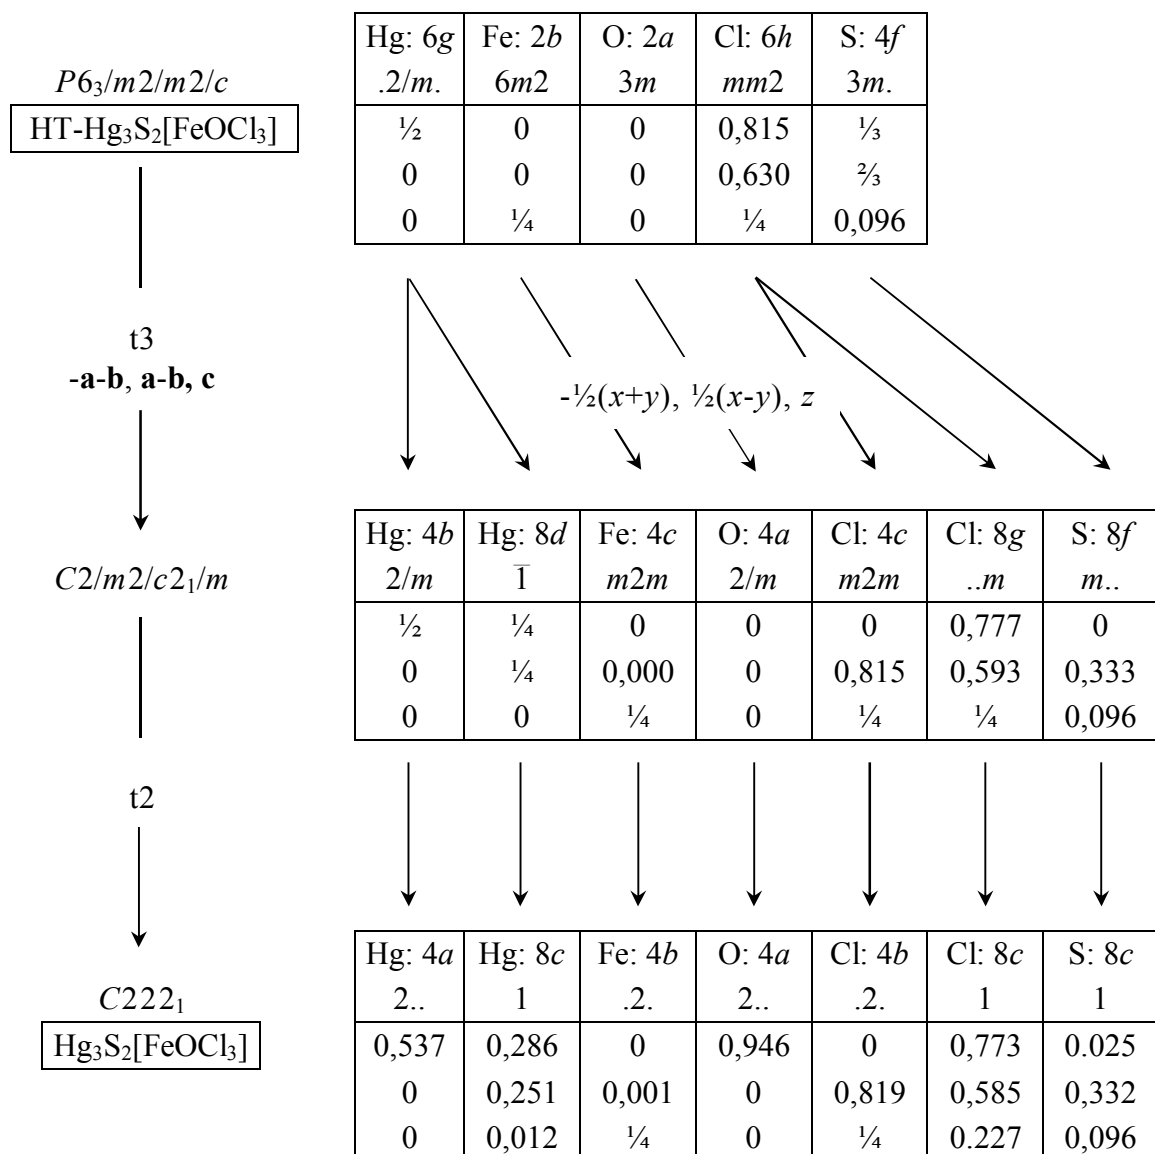 Hg: 6g Fe: 2b O: 2a Cl: 6h S: 4f
P6₃/m2/m2/c .2/m. 6m2 3m mm2 3m.
HT-Hg₃S₂[FeOCl₃] ½ 0 0 0,815 ⅓
0 0 0 0,630 ⅔
0 ¼ 0 ¼ 0,096
t3
-a-b, a-b, c
-½(x+y), ½(x-y), z
Hg: 4b Hg: 8d Fe: 4c O: 4a Cl: 4c Cl: 8g S: 8f
C2/m2/c2₁/m 2/m 1̅ m2m 2/m m2m ..m m..
½ ¼ 0 0 0 0,777 0
0 ¼ 0,000 0 0,815 0,593 0,333
0 0 ¼ 0 ¼ ¼ 0,096
t2
Hg: 4a Hg: 8c Fe: 4b O: 4a Cl: 4b Cl: 8c S: 8c
C222₁ 2.. 1 .2. 2.. .2. 1 1
Hg₃S₂[FeOCl₃] 0,537 0,286 0 0,946 0 0,773 0.025
0 0,251 0,001 0 0,819 0,585 0,332
0 0,012 ¼ 0 ¼ 0.227 0,096